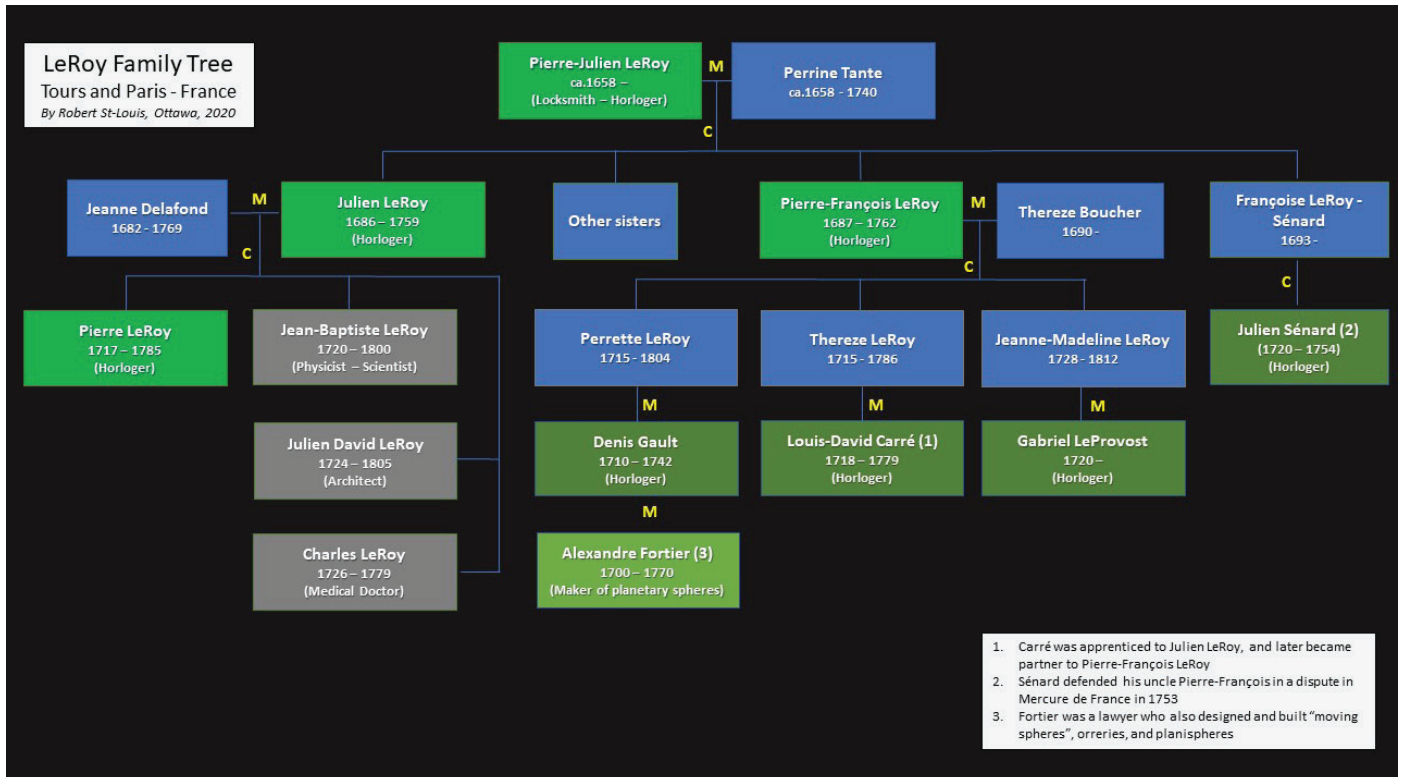 LeRoy Family Tree
Tours and Paris - France
By Robert St-Louis, Ottawa, 2020
Pierre-Julien LeRoy
ca.1658 –
(Locksmith – Horloger)
M
Perrine Tante
ca.1658 - 1740
C
Jeanne Delafond
1682 - 1769
M
Julien LeRoy
1686 – 1759
(Horloger)
Other sisters
Pierre-François LeRoy
1687 – 1762
(Horloger)
M
Thereze Boucher
1690 -
Françoise LeRoy -
Sénard
1693 -
C
C
C
Pierre LeRoy
1717 – 1785
(Horloger)
Jean-Baptiste LeRoy
1720 – 1800
(Physicist – Scientist)
Perrette LeRoy
1715 - 1804
Thereze LeRoy
1715 - 1786
Jeanne-Madeline LeRoy
1728 - 1812
Julien Sénard (2)
(1720 – 1754)
(Horloger)
M
M
M
Julien David LeRoy
1724 – 1805
(Architect)
Denis Gault
1710 – 1742
(Horloger)
Louis-David Carré (1)
1718 – 1779
(Horloger)
Gabriel LeProvost
1720 –
(Horloger)
M
Charles LeRoy
1726 – 1779
(Medical Doctor)
Alexandre Fortier (3)
1700 – 1770
(Maker of planetary spheres)
1. Carré was apprenticed to Julien LeRoy, and later became
partner to Pierre-François LeRoy
2. Sénard defended his uncle Pierre-François in a dispute in
Mercure de France in 1753
3. Fortier was a lawyer who also designed and built “moving
spheres”, orreries, and planispheres